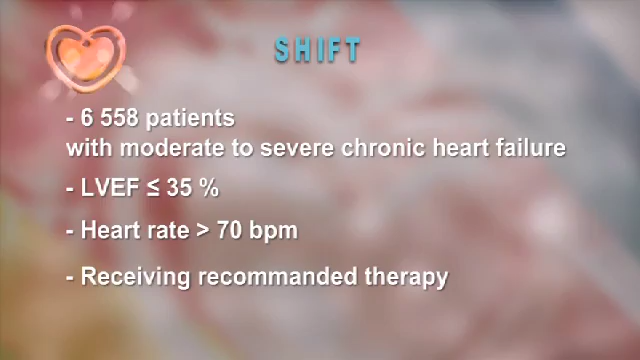 SHIFT
- 6 558 patients
with moderate to severe chronic heart failure
- LVEF ≤ 35 %
- Heart rate > 70 bpm
- Receiving recommanded therapy